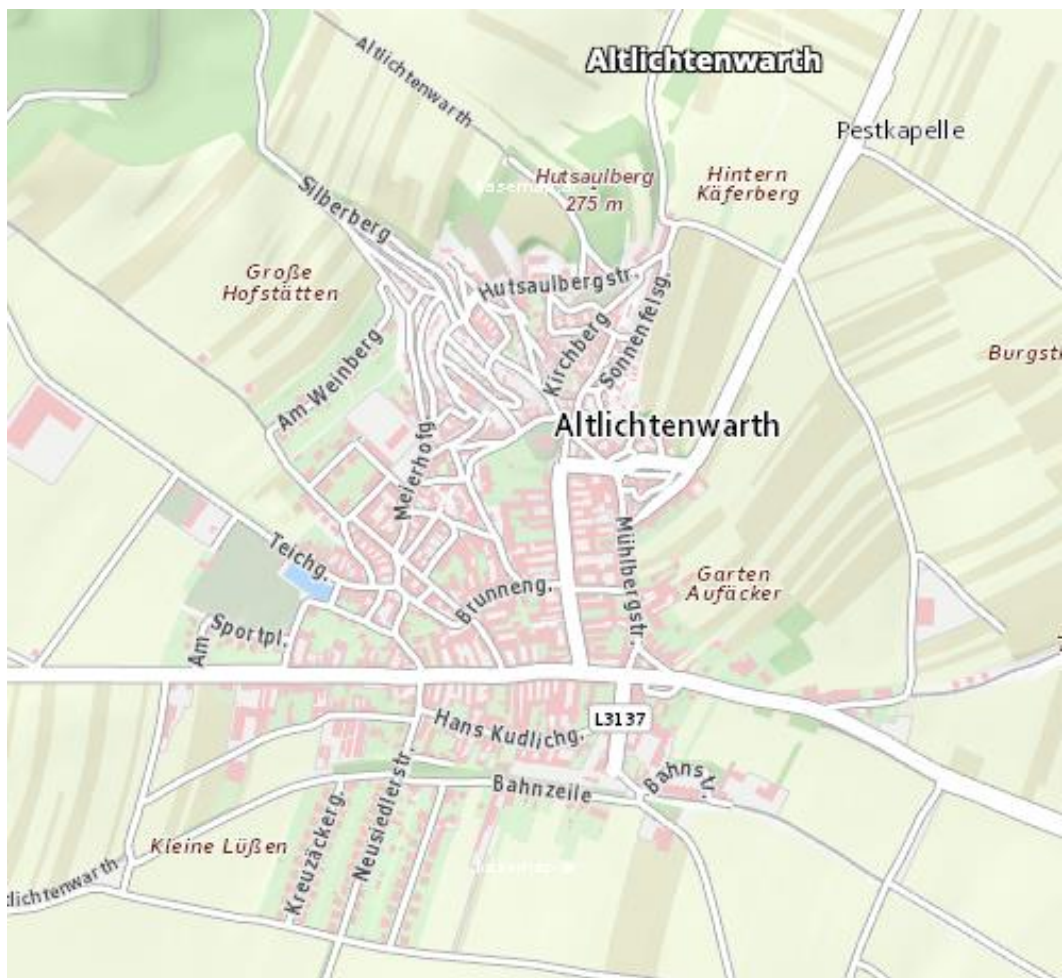 Altlichtenwarth
Altlichtenwarth
Pestkapelle
Hutsaulberg
275 m
Hintern
Käferberg
Silberberg
Große
Hofstätten
Hutsaulbergstr.
Kirchberg
Sonnenfelsg.
Am Weinberg
Altlichtenwarth
Meierhofg.
Mühlbergstr.
Teichg.
Garten
Aufäcker
Brunneng.
Am
Sportpl.
L3137
Hans Kudlichg.
Neusiedlerstr.
Bahnstr.
Bahnzeile
Kreuzäckerg.
Kleine Lüßen